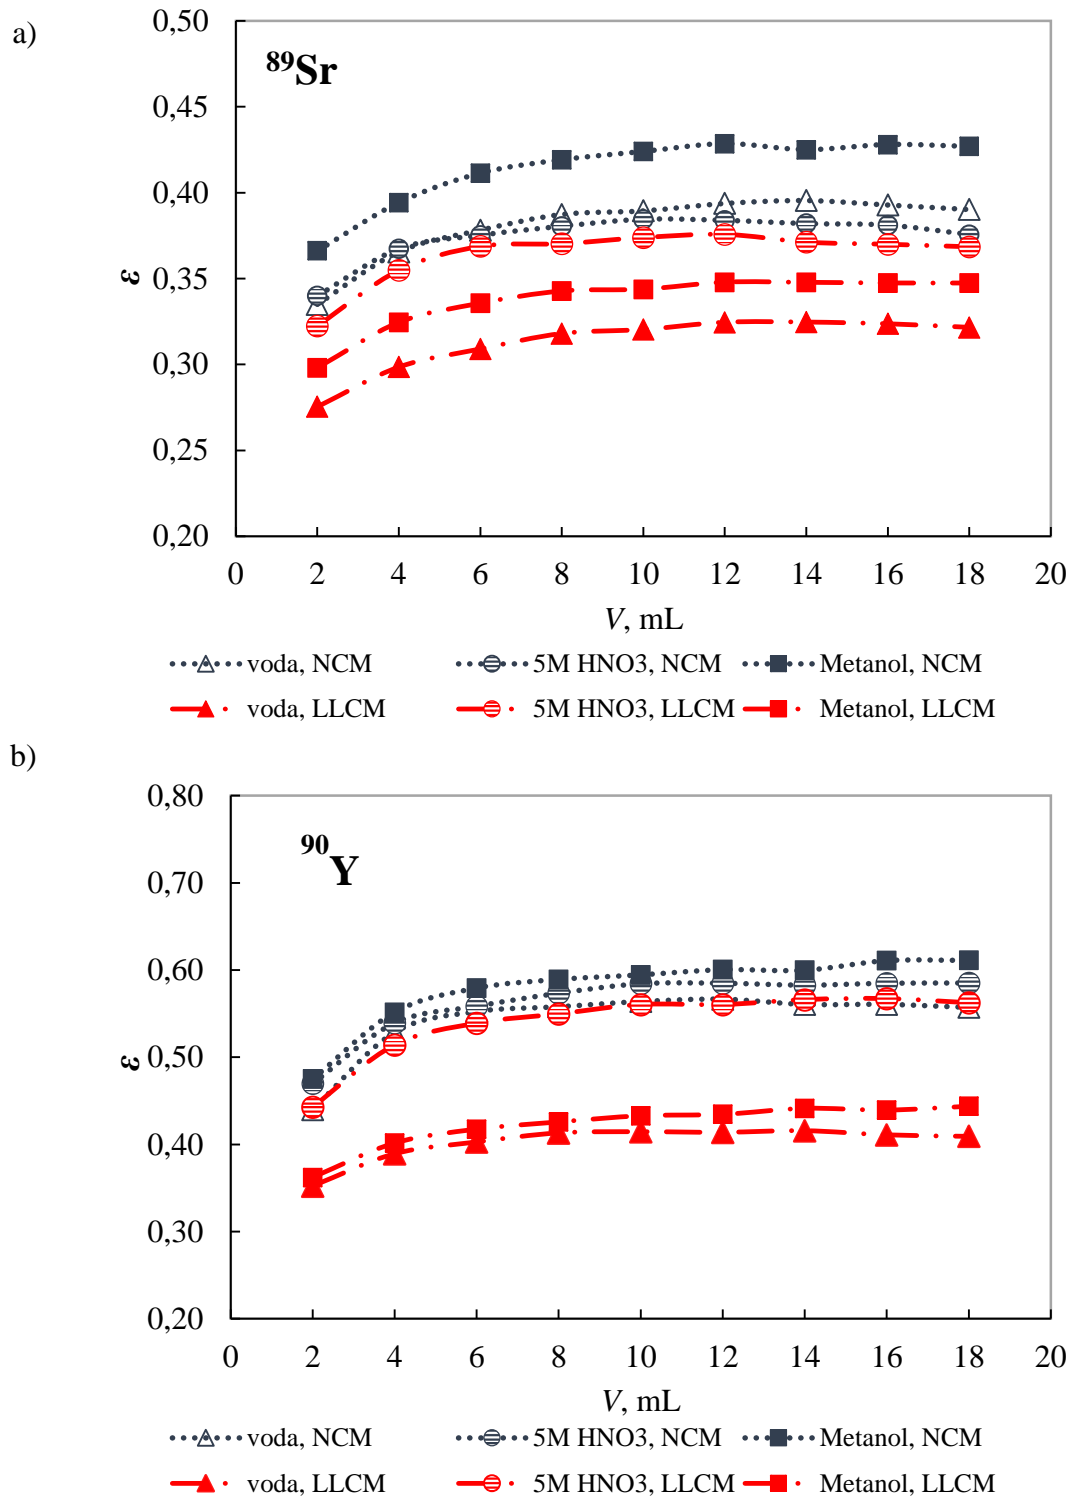 a)
0,50
0,45
0,40
0,35
0,30
0,25
0,20
ε
⁸⁹Sr
0 2 4 6 8 10 12 14 16 18 20
V, mL
voda, NCM 5M HNO3, NCM Metanol, NCM
voda, LLCM 5M HNO3, LLCM Metanol, LLCM
b)
0,80
0,70
0,60
0,50
0,40
0,30
0,20
ε
⁹⁰Y
0 2 4 6 8 10 12 14 16 18 20
V, mL
voda, NCM 5M HNO3, NCM Metanol, NCM
voda, LLCM 5M HNO3, LLCM Metanol, LLCM